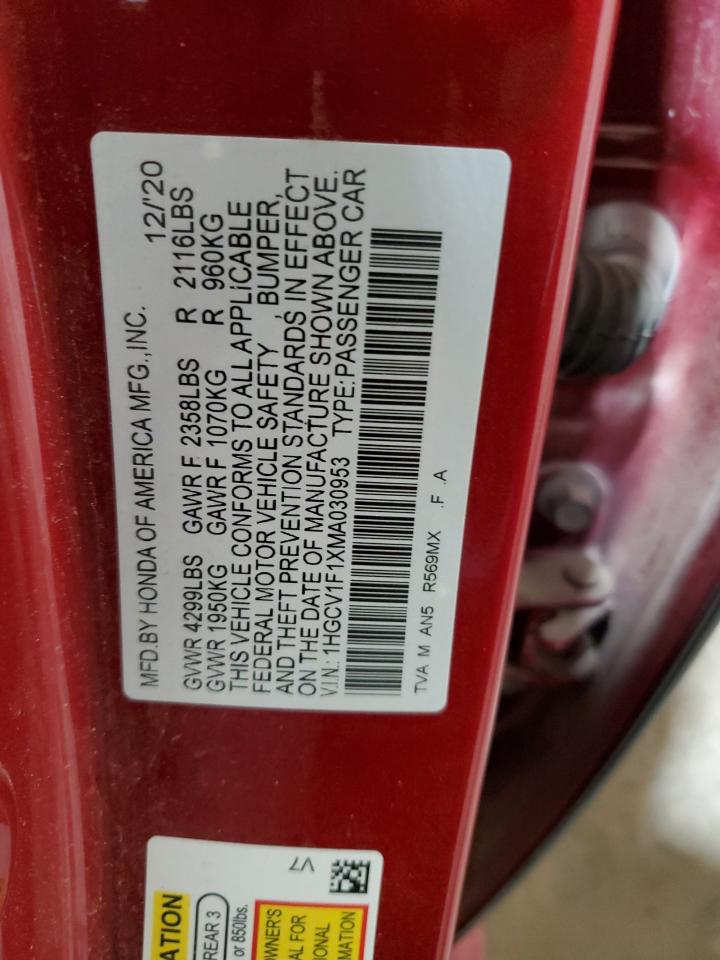 MFD.BY HONDA OF AMERICA MFG.,INC. 12/'20
GVWR 4299LBS GAWR F 2358LBS R 2116LBS
GVWR 1950KG GAWR F 1070KG R 960KG
THIS VEHICLE CONFORMS TO ALL APPLICABLE
FEDERAL MOTOR VEHICLE SAFETY, BUMPER,
AND THEFT PREVENTION STANDARDS IN EFFECT
ON THE DATE OF MANUFACTURE SHOWN ABOVE.
V.I.N.: 1HGCV1F1XMA030953 TYPE:PASSENGER CAR
TVA M AN5 R569MX .F .A
ATION
REAR 3
or 850lbs.
OWNER'S
AL FOR
IONAL
MATION